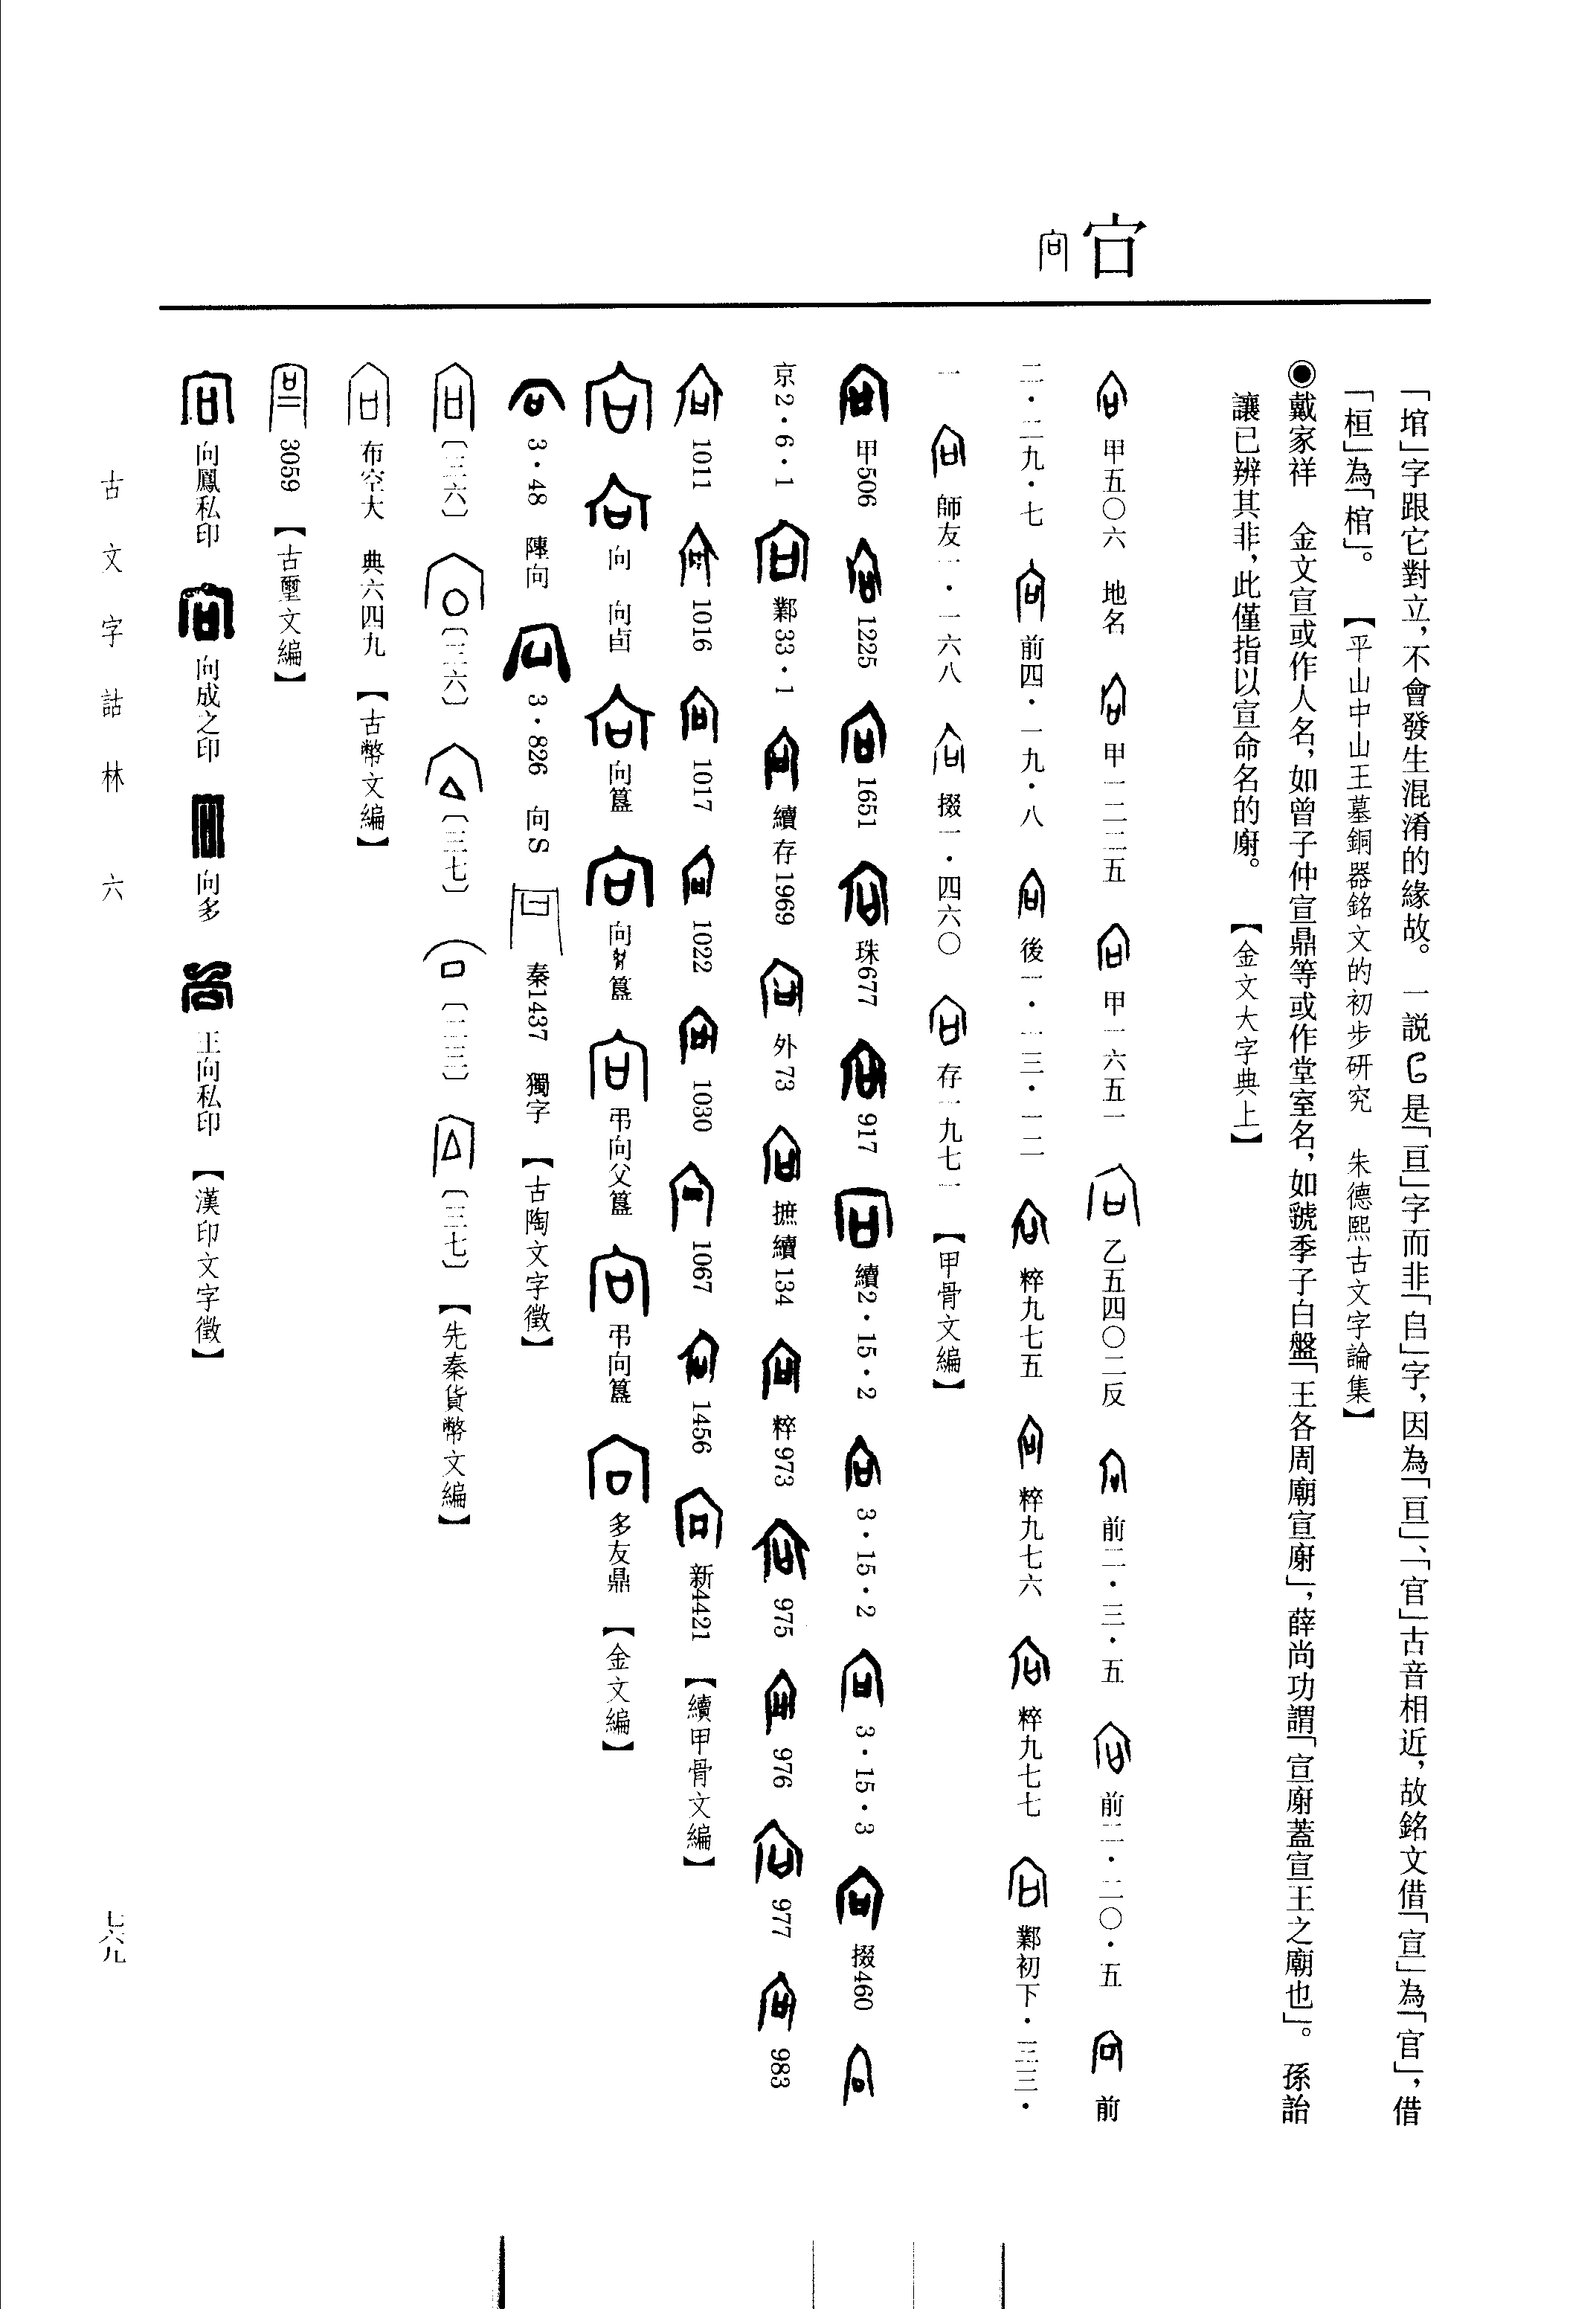 「𡪀」字跟它對立，不會發生混淆的緣故。 一說是「亘」字而非「𠂤」字，因為「亘」、「官」古音相近，故銘文借「宣」為「官」，借
「桓」為「棺」。 【平山中山王墓銅器銘文的初步研究 朱德熙古文字論集】
◉戴家祥 金文宣或作人名，如曾子仲宣鼎等或作堂室名，如虢季子白盤「王各周廟宣廚」，薛尚功謂「宣廚蓋宣王之廟也」。孫詒
讓已辨其非，此僅指以宣命名的廚。 【金文大字典上】
向
甲五〇六 地名 甲一二二五 甲一六五一 乙五四〇二反 前二·三·五 前二·二〇·五 前
二·二九·七 前四·一九·八 後一·一三·一二 粹九七五 粹九七六 粹九七七 鄴初下·三三·
一 師友一·一六八 掇一·四六〇 存一九七一 【甲骨文編】
甲506 1225 1651 珠677 917 續2·15·2 3·15·2 3·15·3 掇460
京2·6·1 鄴33·1 續存1969 外73 摭續134 粹973 975 976 977 983
1011 1016 1017 1022 1030 1067 1456 新4421 【續甲骨文編】
向 向卣 向簋 向簋 弔向父簋 弔向簋 多友鼎 【金文編】
3·48 陳向 3·826 向S 秦1437 獨字 【古陶文字徵】
〔三六〕 〔三六〕 〔三七〕 〔三三〕 〔三七〕 【先秦貨幣文編】
布空大 典六四九 【古幣文編】
3059 【古璽文編】
向鳳私印 向成之印 向多 王向私印 【漢印文字徵】
古文字詁林 六
七六九